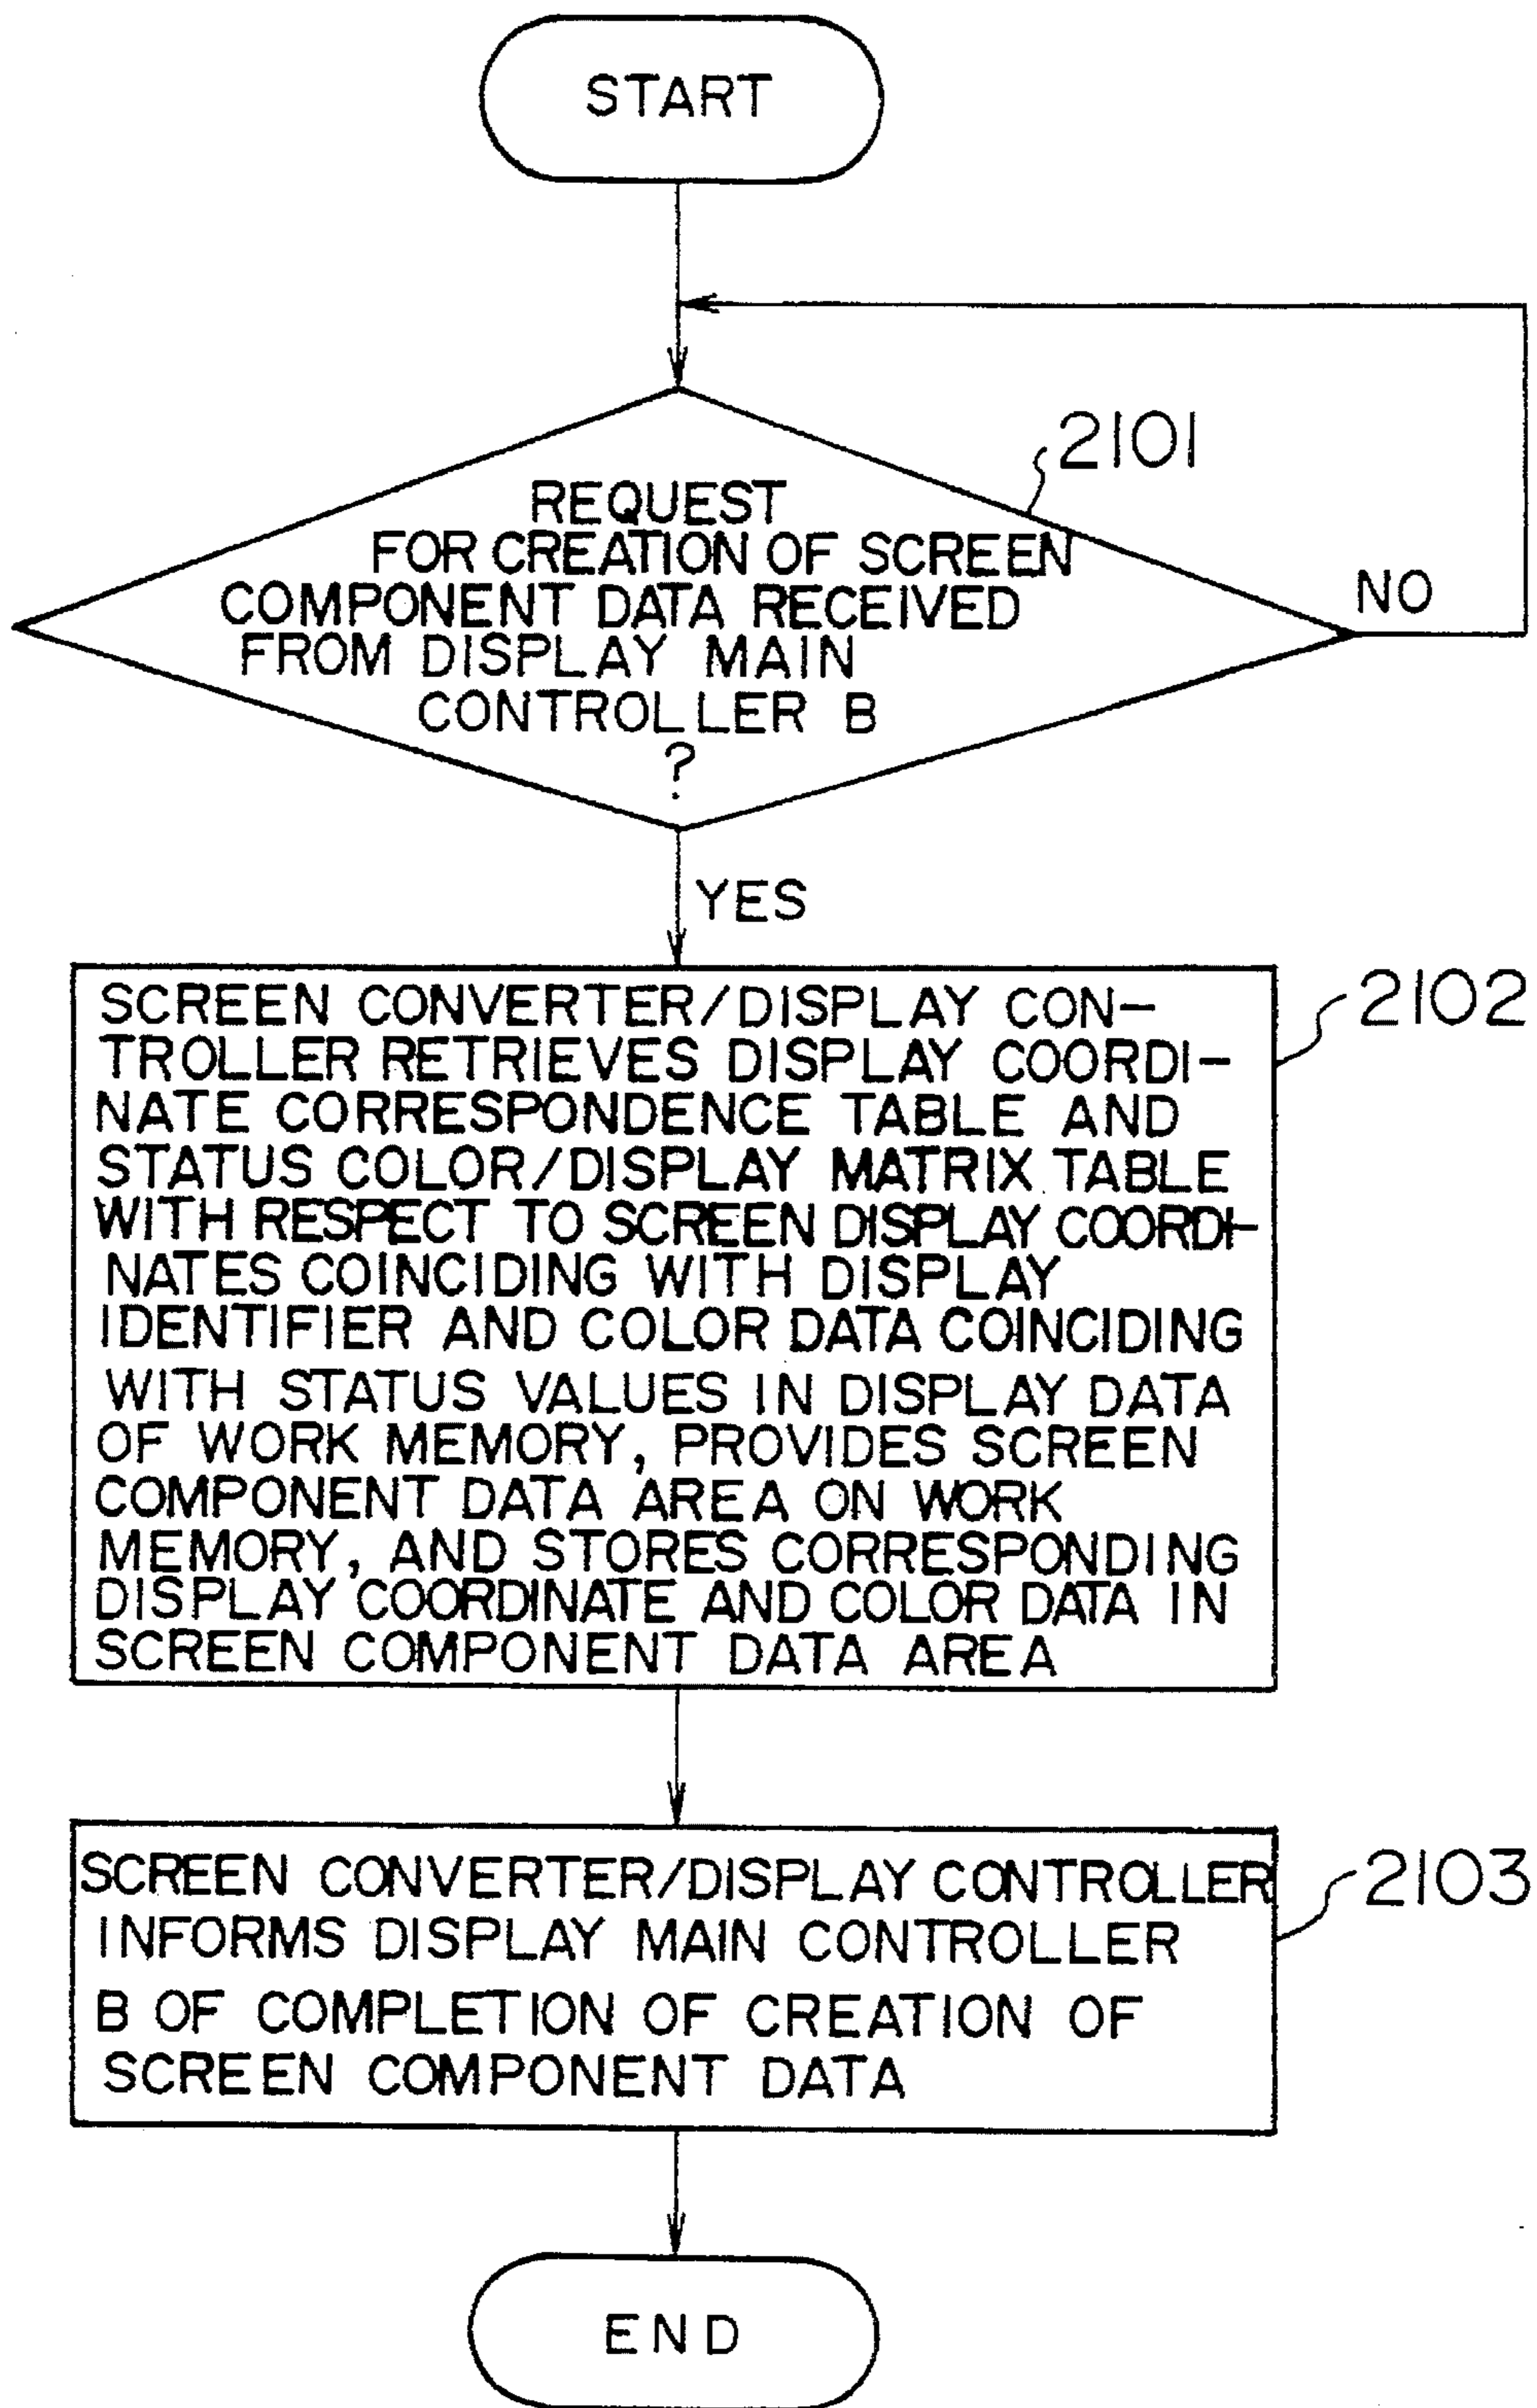 START
2101
REQUEST
FOR CREATION OF SCREEN
COMPONENT DATA RECEIVED
FROM DISPLAY MAIN
CONTROLLER B
?
NO
YES
2102
SCREEN CONVERTER/DISPLAY CON-
TROLLER RETRIEVES DISPLAY COORDI-
NATE CORRESPONDENCE TABLE AND
STATUS COLOR/DISPLAY MATRIX TABLE
WITH RESPECT TO SCREEN DISPLAY COORDI-
NATES COINCIDING WITH DISPLAY
IDENTIFIER AND COLOR DATA COINCIDING
WITH STATUS VALUES IN DISPLAY DATA
OF WORK MEMORY, PROVIDES SCREEN
COMPONENT DATA AREA ON WORK
MEMORY, AND STORES CORRESPONDING
DISPLAY COORDINATE AND COLOR DATA IN
SCREEN COMPONENT DATA AREA
2103
SCREEN CONVERTER/DISPLAY CONTROLLER
INFORMS DISPLAY MAIN CONTROLLER
B OF COMPLETION OF CREATION OF
SCREEN COMPONENT DATA
END